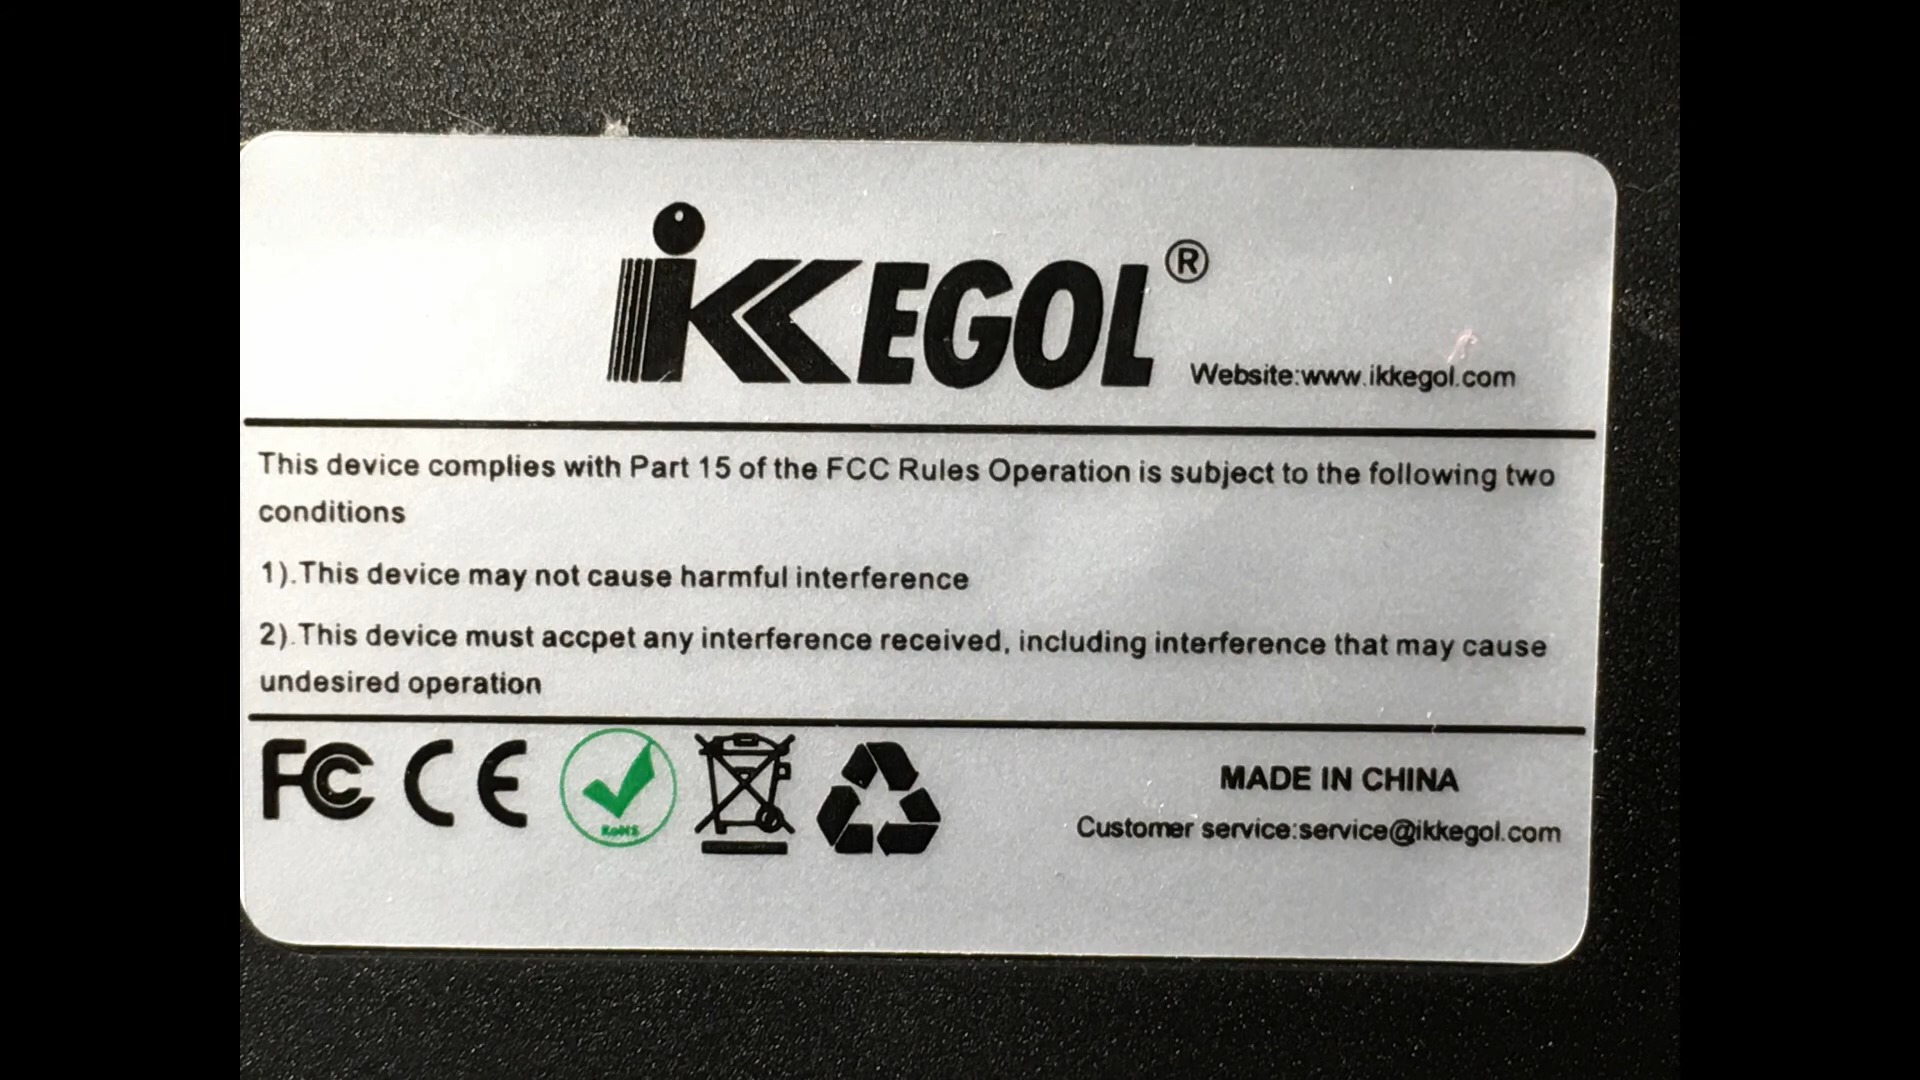 iKKEGOL®
Website:www.ikkegol.com
This device complies with Part 15 of the FCC Rules Operation is subject to the following two
conditions
1).This device may not cause harmful interference
2).This device must accpet any interference received, including interference that may cause
undesired operation
FC CE RoHS
MADE IN CHINA
Customer service:service@ikkegol.com